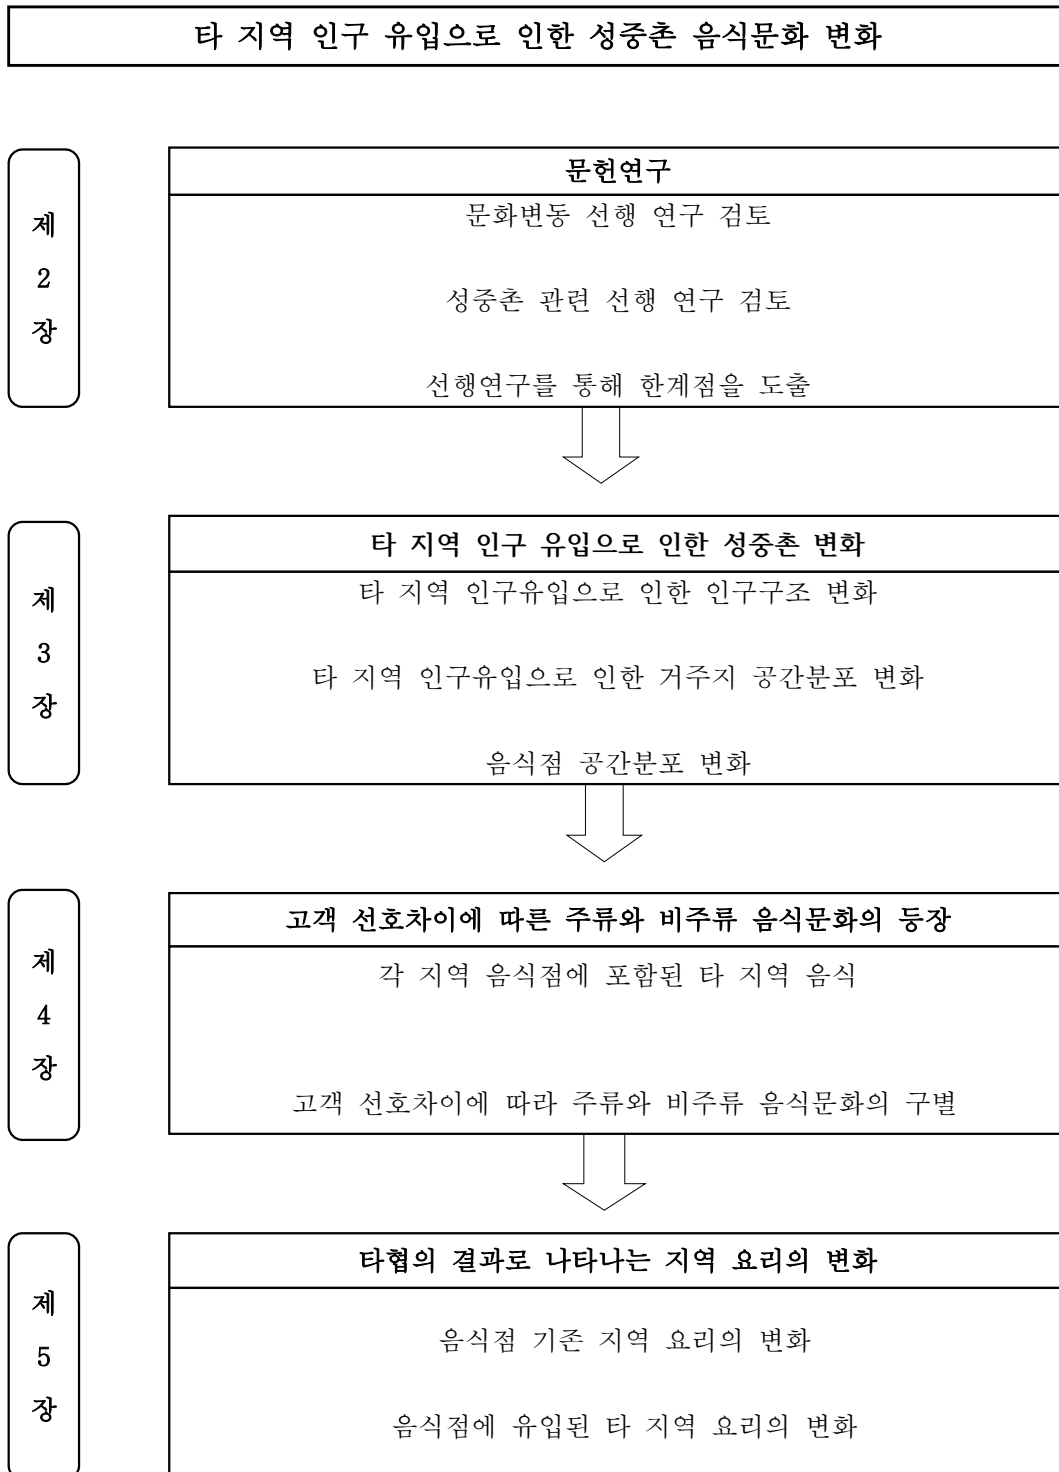 타 지역 인구 유입으로 인한 성중촌 음식문화 변화
제
2
장
문헌연구
문화변동 선행 연구 검토
성중촌 관련 선행 연구 검토
선행연구를 통해 한계점을 도출
제
3
장
타 지역 인구 유입으로 인한 성중촌 변화
타 지역 인구유입으로 인한 인구구조 변화
타 지역 인구유입으로 인한 거주지 공간분포 변화
음식점 공간분포 변화
제
4
장
고객 선호차이에 따른 주류와 비주류 음식문화의 등장
각 지역 음식점에 포함된 타 지역 음식
고객 선호차이에 따라 주류와 비주류 음식문화의 구별
제
5
장
타협의 결과로 나타나는 지역 요리의 변화
음식점 기존 지역 요리의 변화
음식점에 유입된 타 지역 요리의 변화